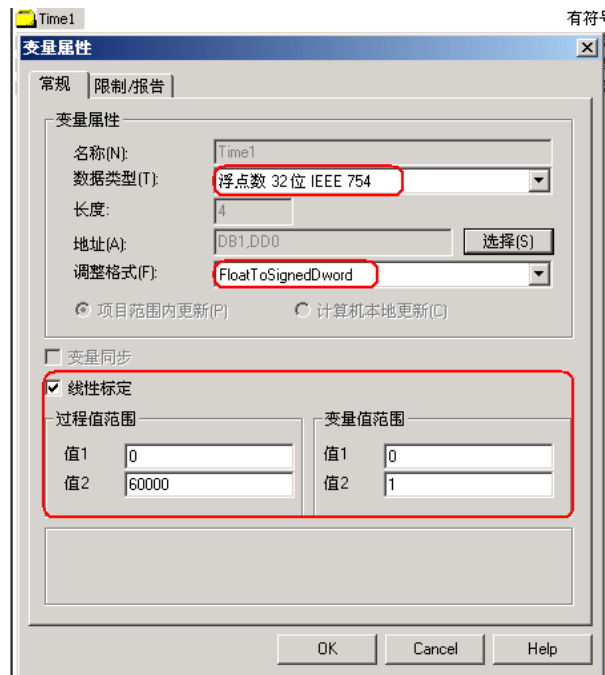 Time1 有符号
变量属性
常规 限制/报告
变量属性
名称(N): Time1
数据类型(T): 浮点数 32位 IEEE 754
长度: 4
地址(A): DB1,DD0 选择(S)
调整格式(F): FloatToSignedDword
项目范围内更新(P) 计算机本地更新(C)
变量同步
线性标定
过程值范围 变量值范围
值1 0 值1 0
值2 60000 值2 1
OK Cancel Help